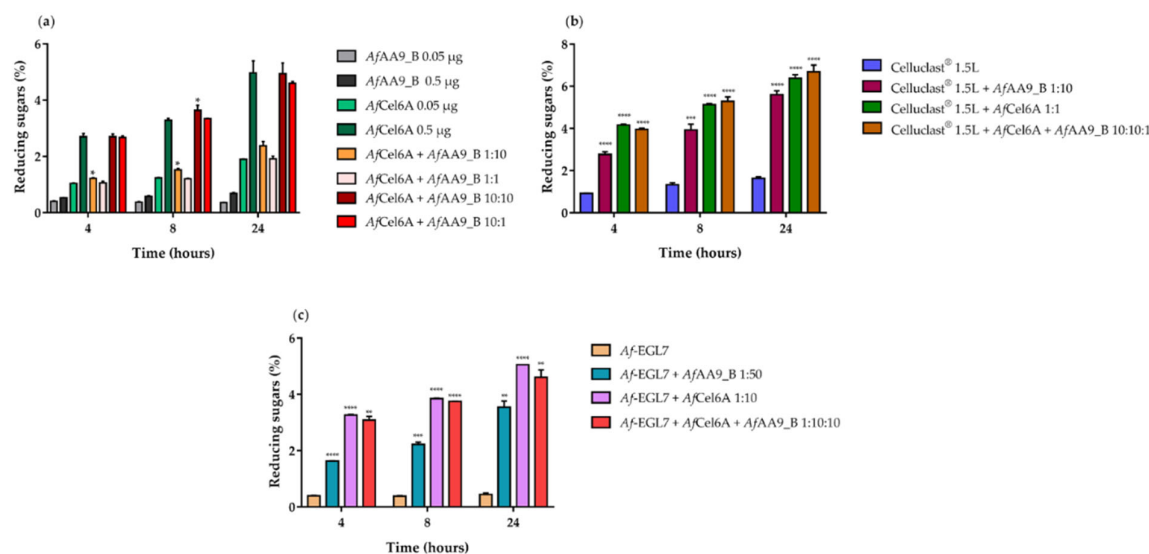 (a)
Reducing sugars (%)
6
4
2
0
4 8 24
Time (hours)
AfAA9_B 0.05 µg
AfAA9_B 0.5 µg
AfCel6A 0.05 µg
AfCel6A 0.5 µg
AfCel6A + AfAA9_B 1:10
AfCel6A + AfAA9_B 1:1
AfCel6A + AfAA9_B 10:10
AfCel6A + AfAA9_B 10:1
* * *
(b)
Reducing sugars (%)
8
6
4
2
0
4 8 24
Time (hours)
**** **** **** *** **** **** **** **** ****
Celluclast® 1.5L
Celluclast® 1.5L + AfAA9_B 1:10
Celluclast® 1.5L + AfCel6A 1:1
Celluclast® 1.5L + AfCel6A + AfAA9_B 10:10:1
(c)
Reducing sugars (%)
6
4
2
0
4 8 24
Time (hours)
**** **** ** *** **** **** ** **** **
Af-EGL7
Af-EGL7 + AfAA9_B 1:50
Af-EGL7 + AfCel6A 1:10
Af-EGL7 + AfCel6A + AfAA9_B 1:10:10